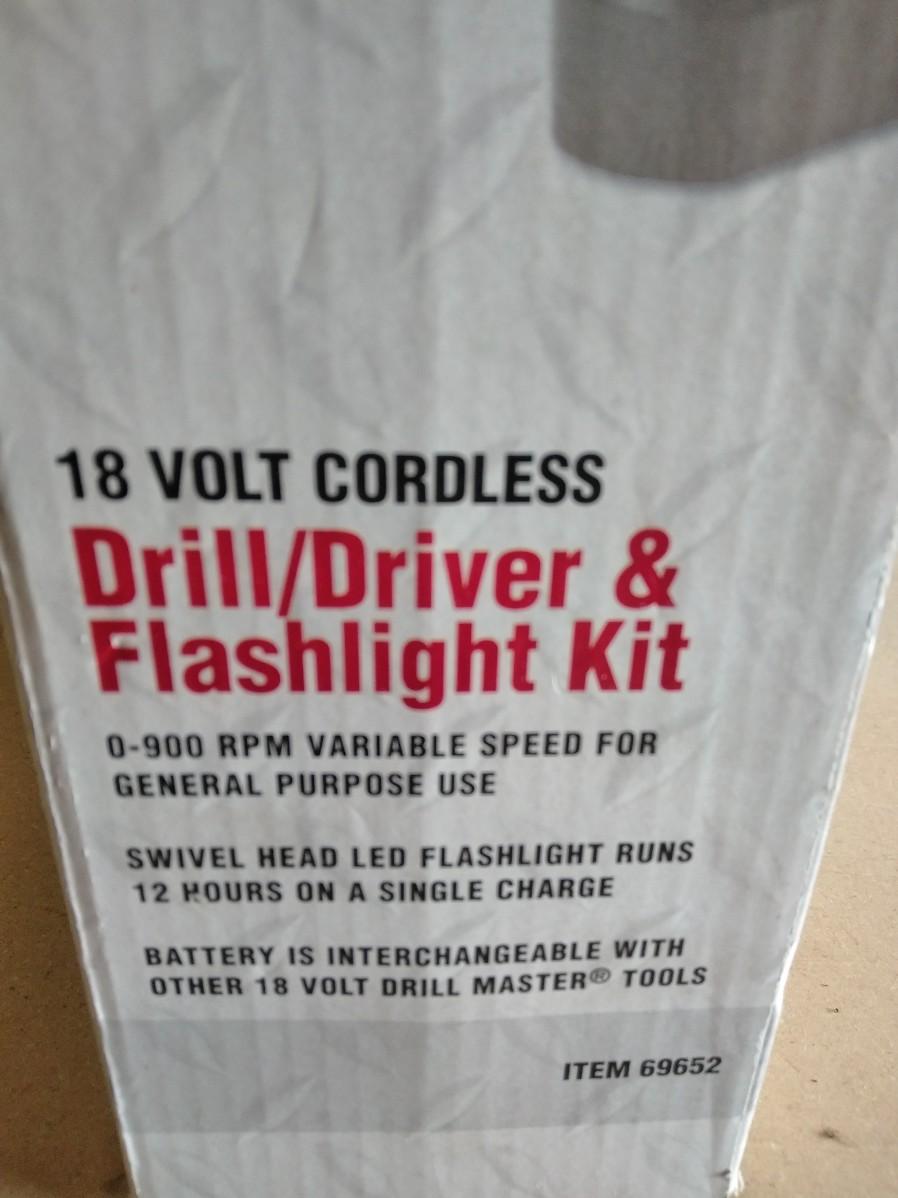 18 VOLT CORDLESS
Drill/Driver &
Flashlight Kit
0-900 RPM VARIABLE SPEED FOR
GENERAL PURPOSE USE
SWIVEL HEAD LED FLASHLIGHT RUNS
12 HOURS ON A SINGLE CHARGE
BATTERY IS INTERCHANGEABLE WITH
OTHER 18 VOLT DRILL MASTER® TOOLS
ITEM 69652